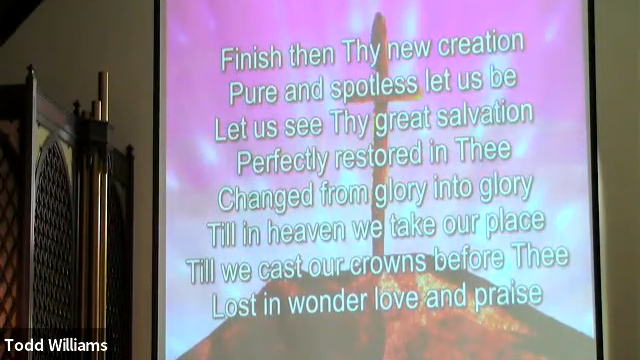 Finish then Thy new creation
Pure and spotless let us be
Let us see Thy great salvation
Perfectly restored in Thee
Changed from glory into glory
Till in heaven we take our place
Till we cast our crowns before Thee
Lost in wonder love and praise
Todd Williams